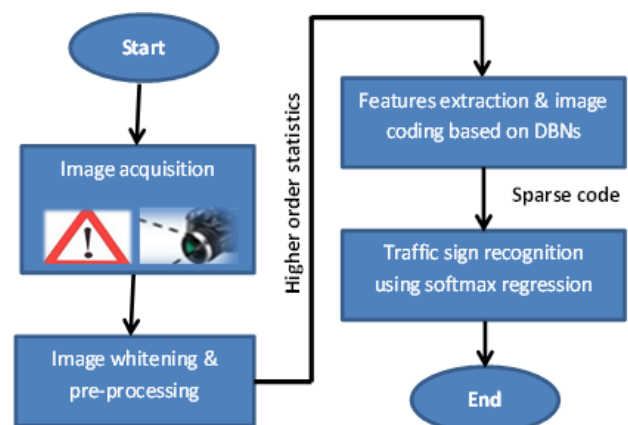 Start
Image acquisition
!
Image whitening &
pre-processing
Higher order statistics
Features extraction & image
coding based on DBNs
Sparse code
Traffic sign recognition
using softmax regression
End